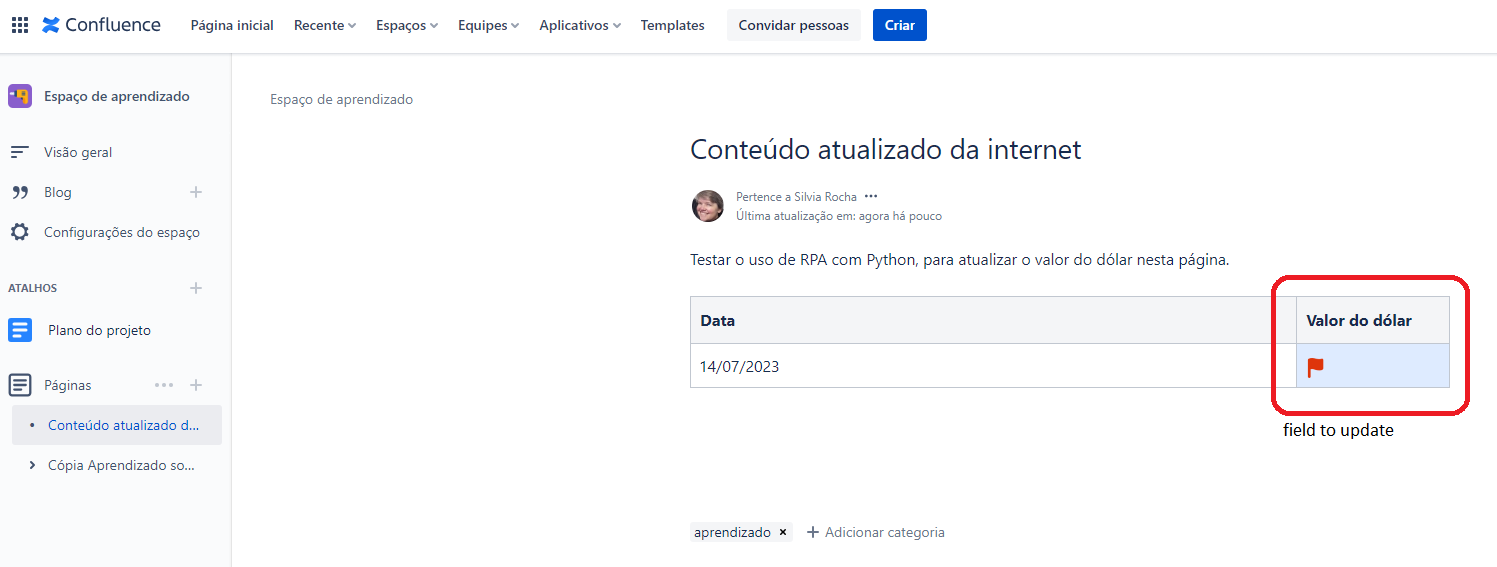 Confluence Página inicial Recente Espaços Equipes Aplicativos Templates Convidar pessoas Criar
Espaço de aprendizado
Visão geral
Blog
Configurações do espaço
ATALHOS
Plano do projeto
Páginas
Conteúdo atualizado d...
Cópia Aprendizado so...
Espaço de aprendizado
Conteúdo atualizado da internet
Pertence a Silvia Rocha •••
Última atualização em: agora há pouco
Testar o uso de RPA com Python, para atualizar o valor do dólar nesta página.
Data Valor do dólar
14/07/2023
field to update
aprendizado × + Adicionar categoria